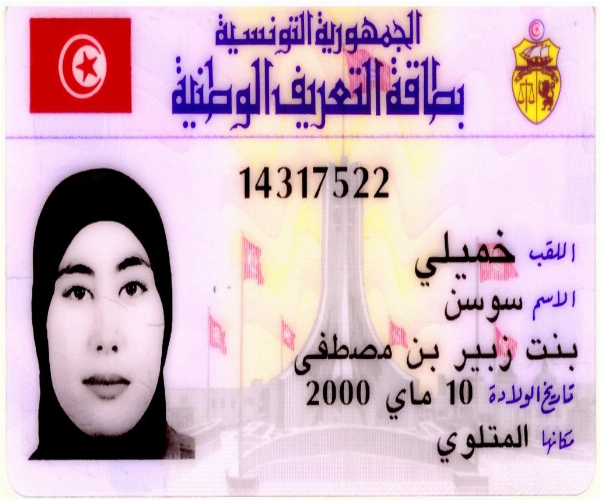 الجمهورية التونسية
بطاقة التعريف الوطنية
14317522
اللقب خميلي
الاسم سوسن
بنت زبير بن مصطفى
تاريخ الولادة 10 ماي 2000
مكانها المتلوي